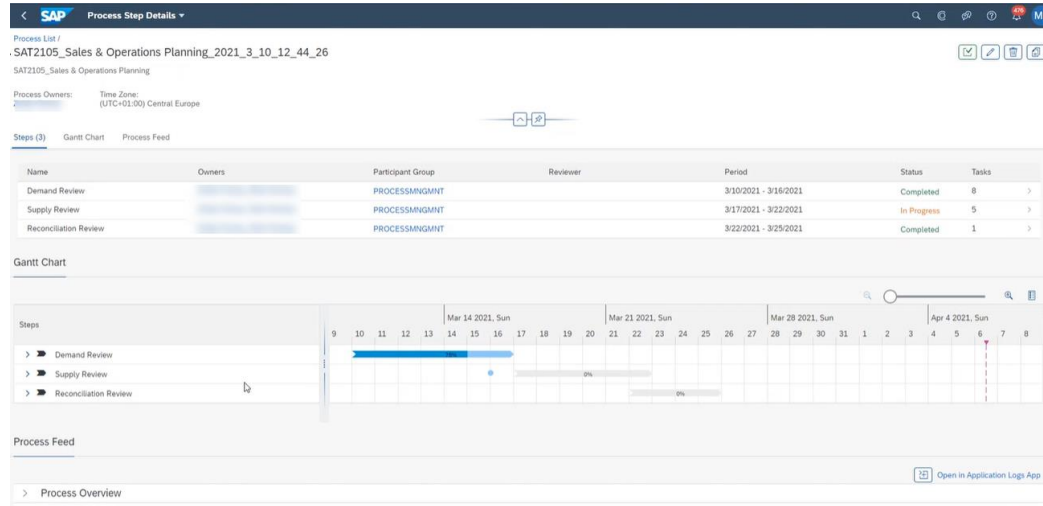 SAP Process Step Details
476
M
Process List /
SAT2105_Sales & Operations Planning_2021_3_10_12_44_26
SAT2105_Sales & Operations Planning
Process Owners: Time Zone:
(UTC+01:00) Central Europe
Steps (3) Gantt Chart Process Feed
Name Owners Participant Group Reviewer Period Status Tasks
Demand Review PROCESSMNGMNT 3/10/2021 - 3/16/2021 Completed 8
Supply Review PROCESSMNGMNT 3/17/2021 - 3/22/2021 In Progress 5
Reconciliation Review PROCESSMNGMNT 3/22/2021 - 3/25/2021 Completed 1
Gantt Chart
Steps
Mar 14 2021, Sun Mar 21 2021, Sun Mar 28 2021, Sun Apr 4 2021, Sun
9 10 11 12 13 14 15 16 17 18 19 20 21 22 23 24 25 26 27 28 29 30 31 1 2 3 4 5 6 7 8
Demand Review
Supply Review 0%
Reconciliation Review 0%
Process Feed
Open in Application Logs App
Process Overview